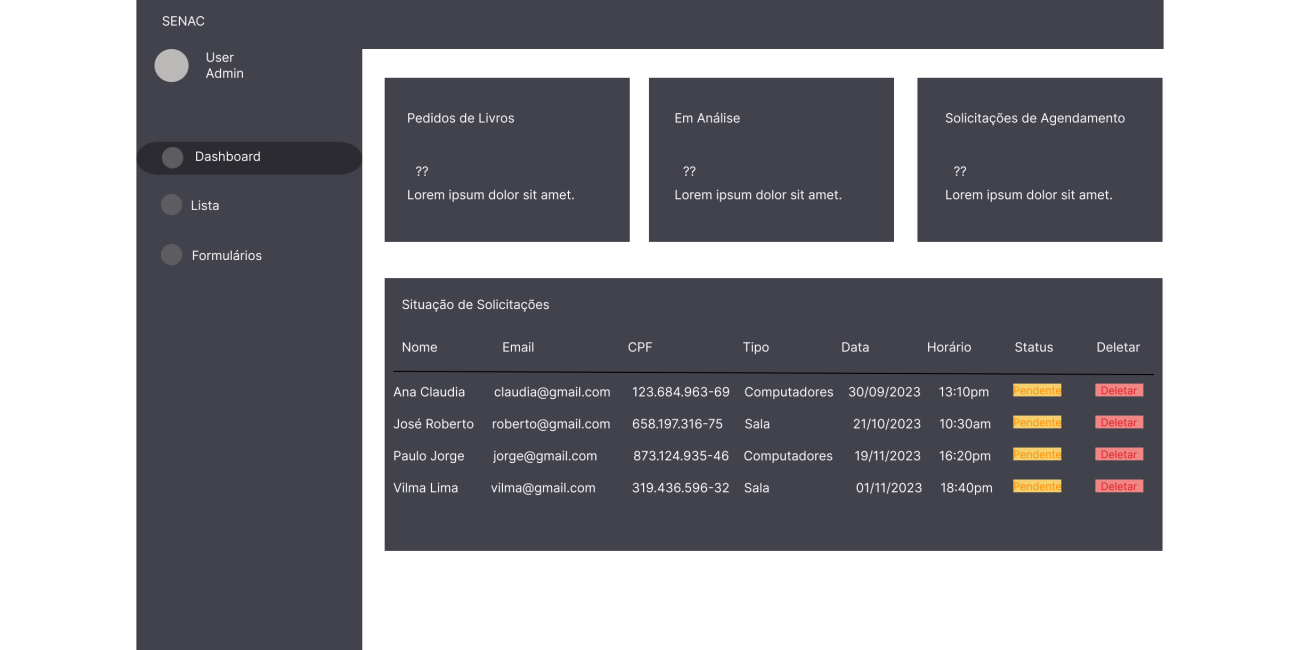 SENAC
User
Admin
Dashboard
Lista
Formulários
Pedidos de Livros
??
Lorem ipsum dolor sit amet.
Em Análise
??
Lorem ipsum dolor sit amet.
Solicitações de Agendamento
??
Lorem ipsum dolor sit amet.
Situação de Solicitações
Nome Email CPF Tipo Data Horário Status Deletar
Ana Claudia claudia@gmail.com 123.684.963-69 Computadores 30/09/2023 13:10pm Pendente Deletar
José Roberto roberto@gmail.com 658.197.316-75 Sala 21/10/2023 10:30am Pendente Deletar
Paulo Jorge jorge@gmail.com 873.124.935-46 Computadores 19/11/2023 16:20pm Pendente Deletar
Vilma Lima vilma@gmail.com 319.436.596-32 Sala 01/11/2023 18:40pm Pendente Deletar